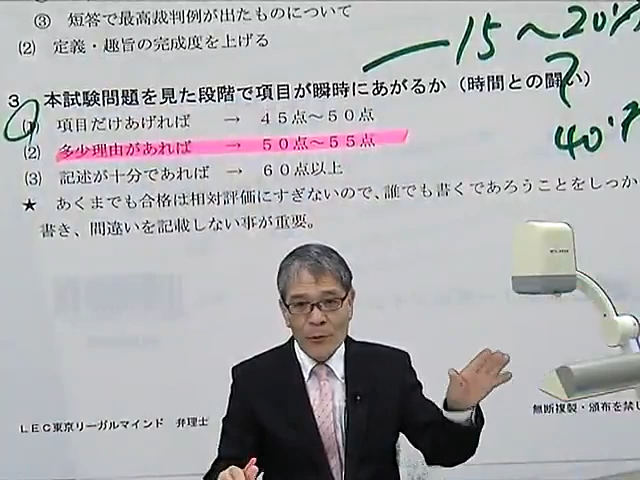 ③ 短答で最高裁判例が出たものについて
(2) 定義・趣旨の完成度を上げる
15～20%
3 本試験問題を見た段階で項目が瞬時にあがるか（時間との闘い）
(1) 項目だけあげれば → ４５点～５０点
(2) 多少理由があれば → ５０点～５５点
40%
(3) 記述が十分であれば → ６０点以上
★ あくまでも合格は相対評価にすぎないので、誰でも書くであろうことをしっか
書き、間違いを記載しない事が重要。
ＬＥＣ東京リーガルマインド 弁理士
無断複製・頒布を禁じ